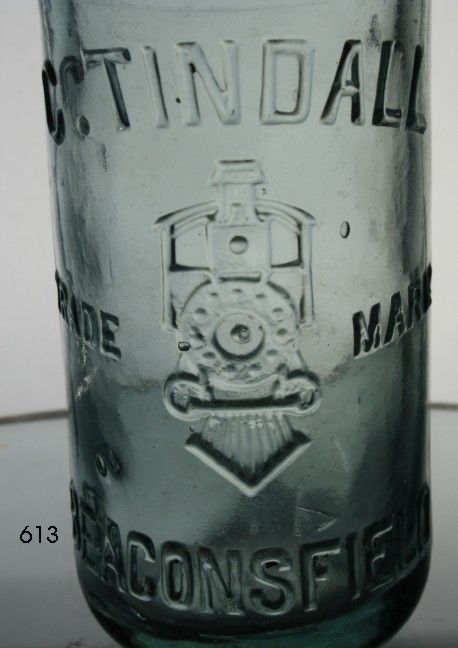 C.C. TINDALL
TRADE MARK
613
BEACONSFIELD